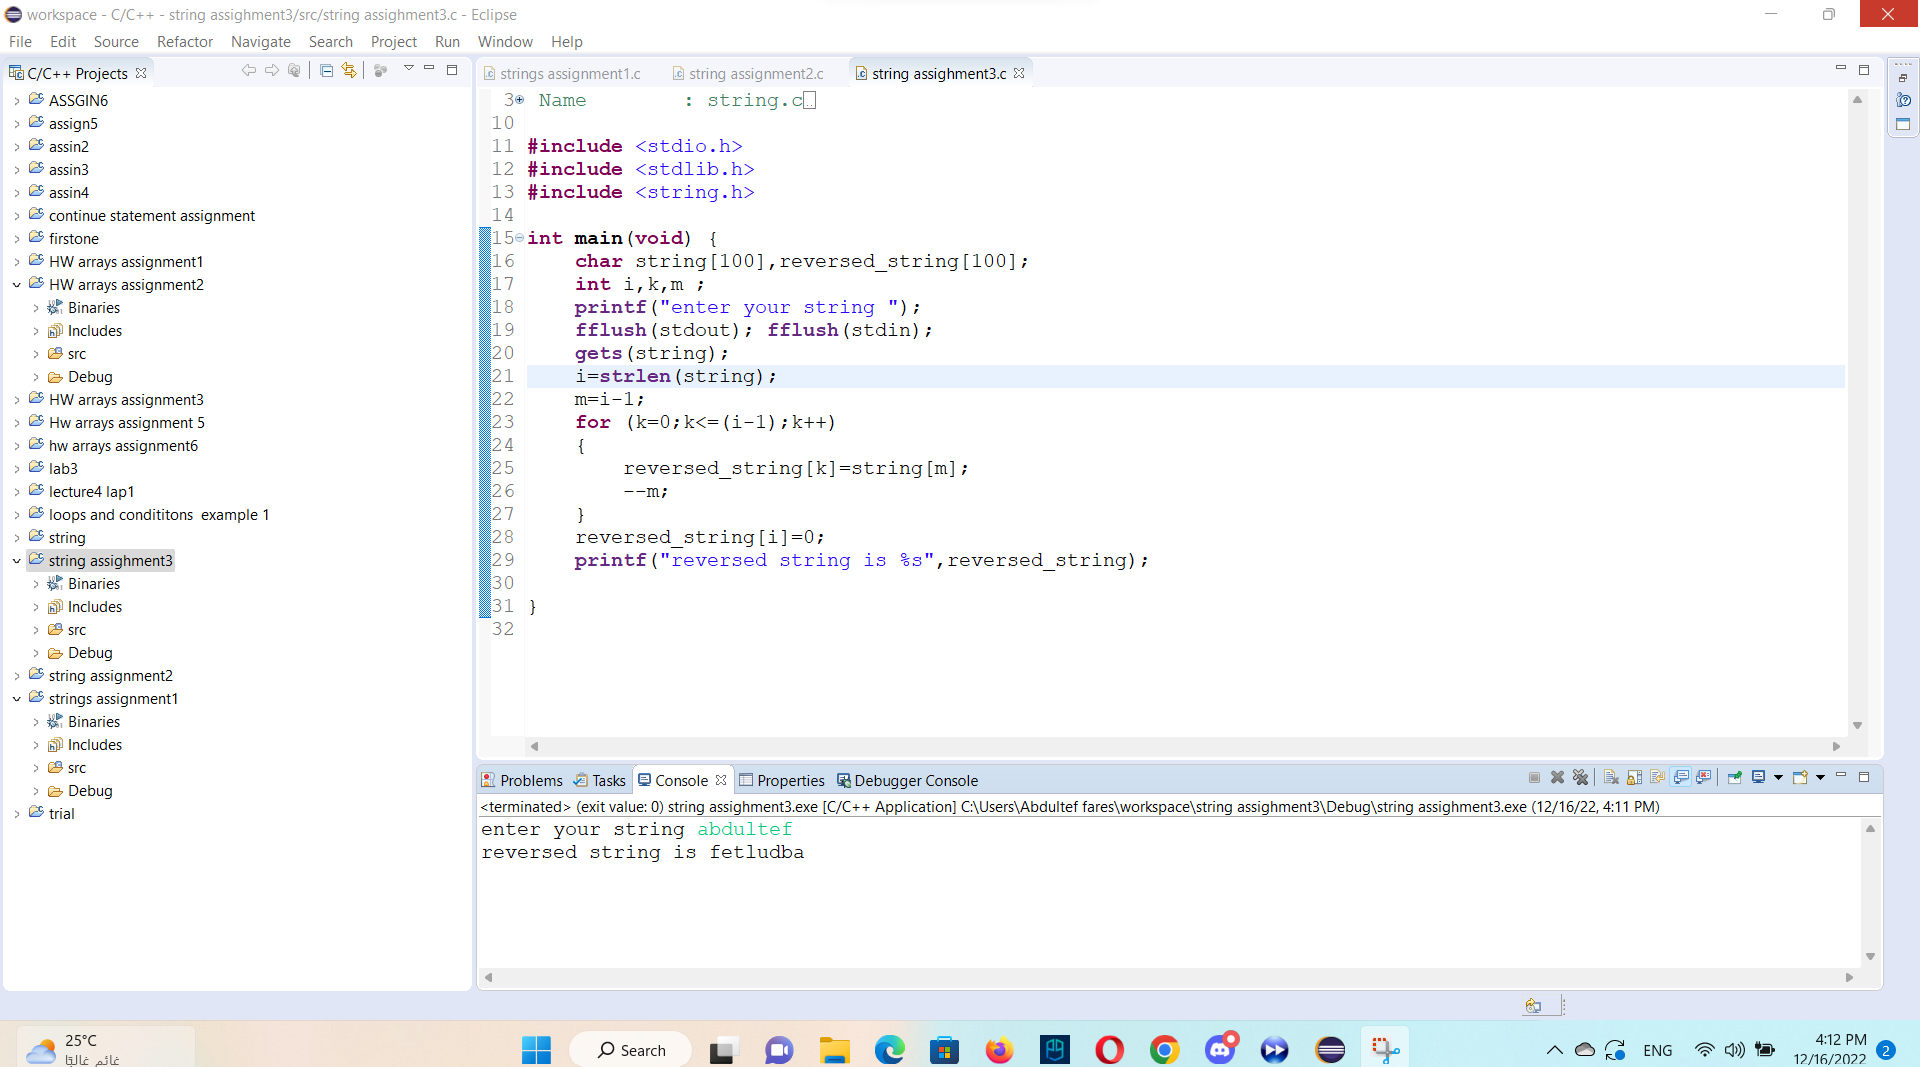 workspace - C/C++ - string assighment3/src/string assighment3.c - Eclipse
File Edit Source Refactor Navigate Search Project Run Window Help
C/C++ Projects
ASSGIN6
assign5
assin2
assin3
assin4
continue statement assignment
firstone
HW arrays assignment1
HW arrays assignment2
Binaries
Includes
src
Debug
HW arrays assignment3
Hw arrays assignment 5
hw arrays assignment6
lab3
lecture4 lap1
loops and condititons example 1
string
string assighment3
Binaries
Includes
src
Debug
string assignment2
strings assignment1
Binaries
Includes
src
Debug
trial
strings assignment1.c string assignment2.c string assighment3.c
3 Name : string.c
10
11 #include <stdio.h>
12 #include <stdlib.h>
13 #include <string.h>
14
15 int main(void) {
16 char string[100],reversed_string[100];
17 int i,k,m ;
18 printf("enter your string ");
19 fflush(stdout); fflush(stdin);
20 gets(string);
21 i=strlen(string);
22 m=i-1;
23 for (k=0;k<=(i-1);k++)
24 {
25 reversed_string[k]=string[m];
26 --m;
27 }
28 reversed_string[i]=0;
29 printf("reversed string is %s",reversed_string);
30
31 }
32
Problems Tasks Console Properties Debugger Console
<terminated> (exit value: 0) string assighment3.exe [C/C++ Application] C:\Users\Abdultef fares\workspace\string assighment3\Debug\string assighment3.exe (12/16/22, 4:11 PM)
enter your string abdultef
reversed string is fetludba
25°C
غائم غالبًا
Search
ENG
4:12 PM
12/16/2022
2